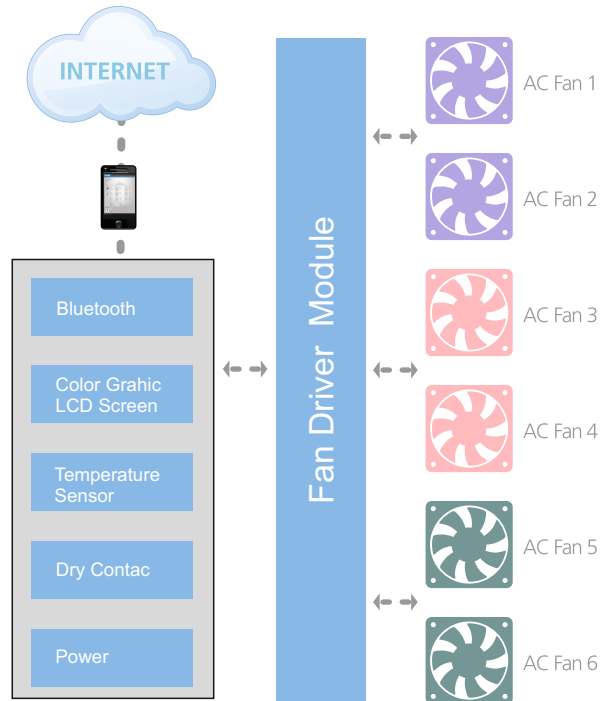 INTERNET
Bluetooth
Color Grahic
LCD Screen
Temperature
Sensor
Dry Contac
Power
Fan Driver Module
AC Fan 1
AC Fan 2
AC Fan 3
AC Fan 4
AC Fan 5
AC Fan 6